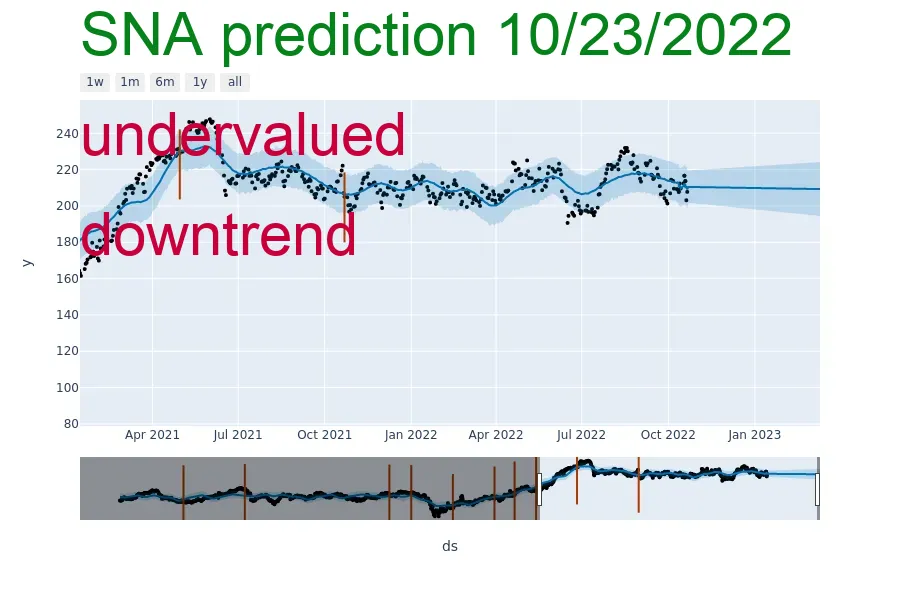 SNA prediction 10/23/2022
1w 1m 6m 1y all
undervalued
downtrend
240
220
200
180
160
140
120
100
80
y
Apr 2021 Jul 2021 Oct 2021 Jan 2022 Apr 2022 Jul 2022 Oct 2022 Jan 2023
ds